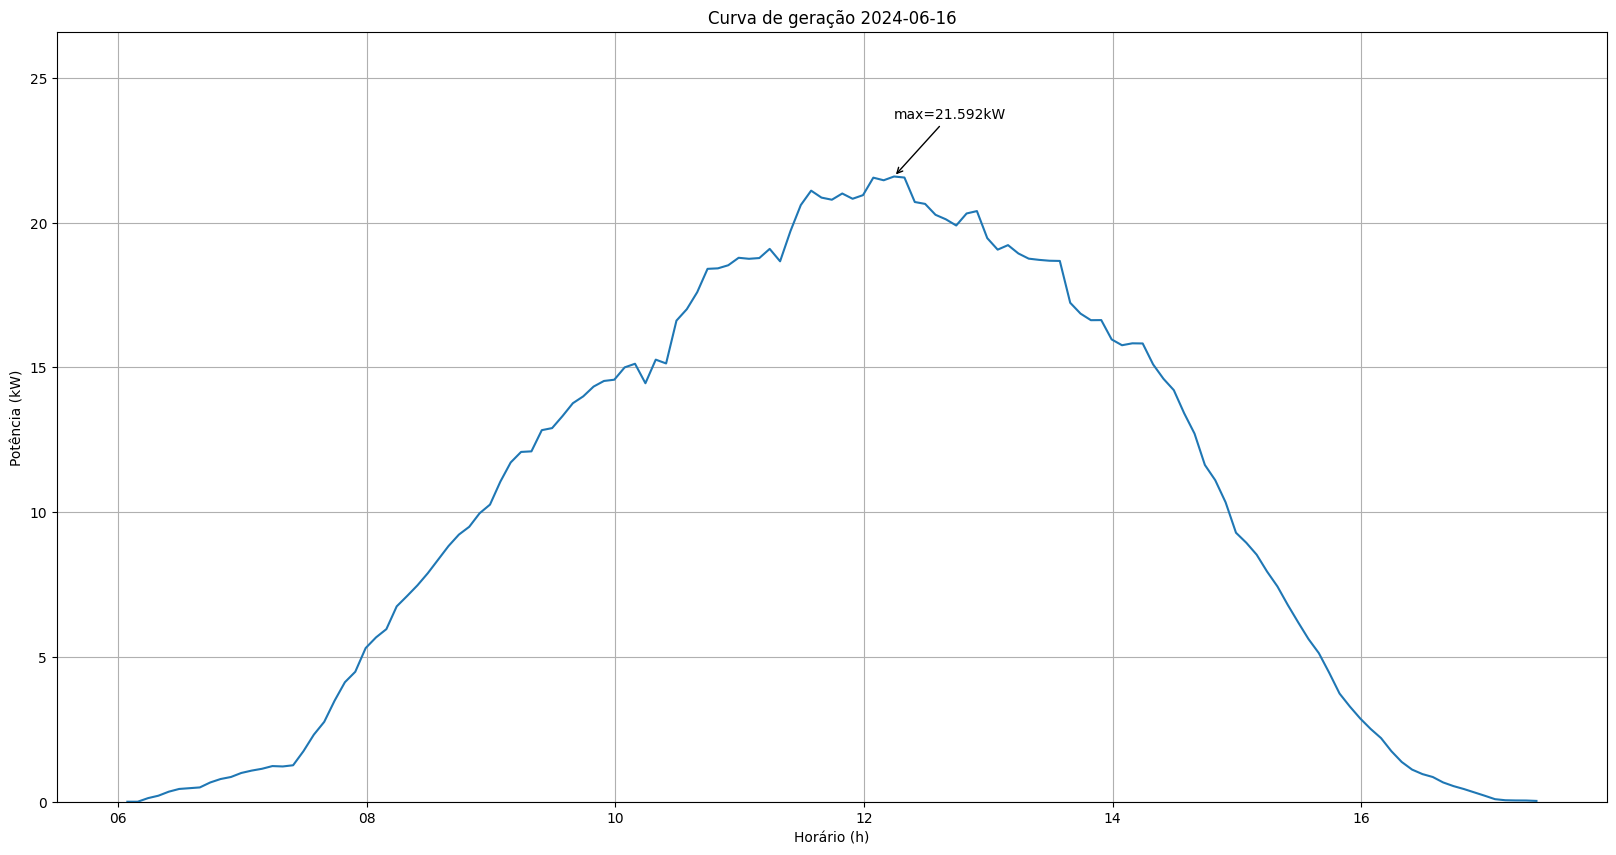 Curva de geração 2024-06-16
25
max=21.592kW
20
15
Potência (kW)
10
5
0
06 08 10 12 14 16
Horário (h)